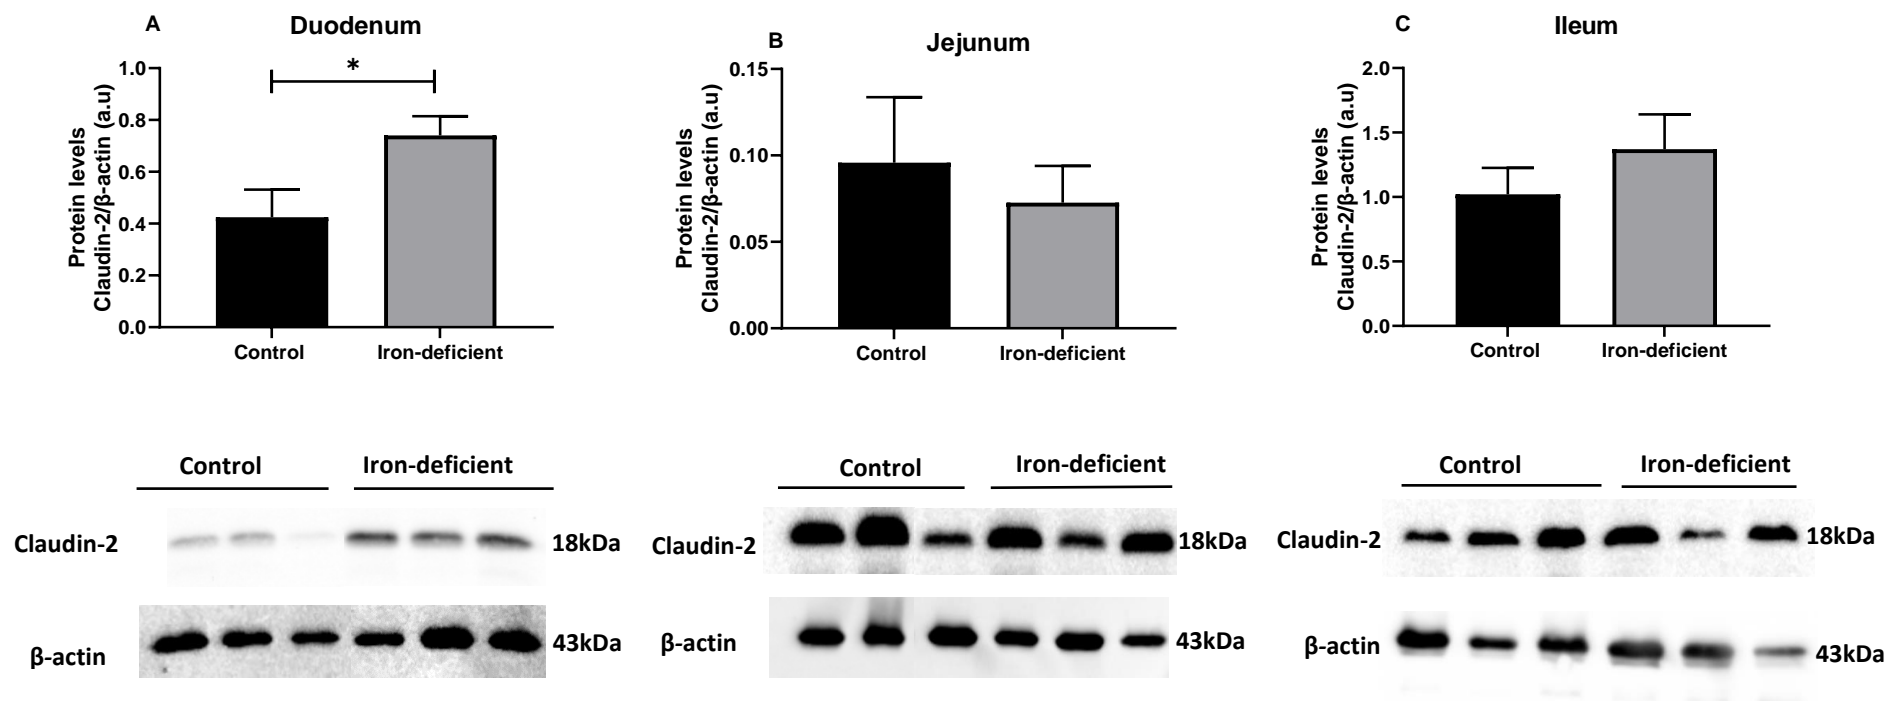 A
Duodenum
Protein levels
Claudin-2/β-actin (a.u)
1.0
0.8
0.6
0.4
0.2
0.0
*
Control
Iron-deficient
B
Jejunum
Protein levels
Claudin-2/β-actin (a.u)
0.15
0.10
0.05
0.00
Control
Iron-deficient
C
Ileum
Protein levels
Claudin-2/β-actin (a.u)
2.0
1.5
1.0
0.5
0.0
Control
Iron-deficient
Control
Iron-deficient
Claudin-2
18kDa
β-actin
43kDa
Control
Iron-deficient
Claudin-2
18kDa
β-actin
43kDa
Control
Iron-deficient
Claudin-2
18kDa
β-actin
43kDa